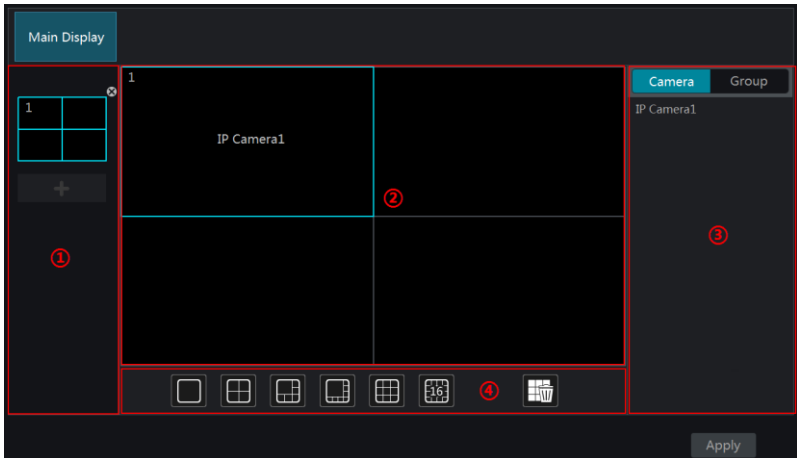 Main Display
1
+
①
1
IP Camera1
②
Camera
Group
IP Camera1
③
16
④
Apply